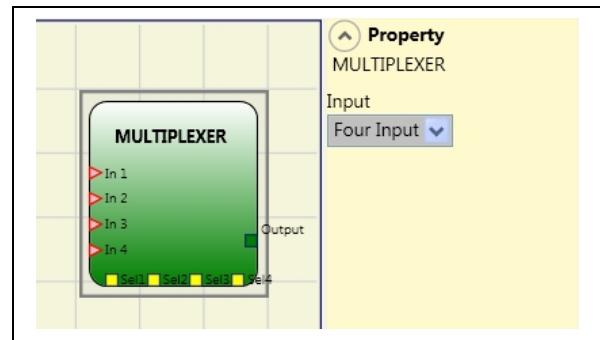 MULTIPLEXER
In 1
In 2
In 3
In 4
Output
Sel1 Sel2 Sel3 Sel4
Property
MULTIPLEXER
Input
Four Input